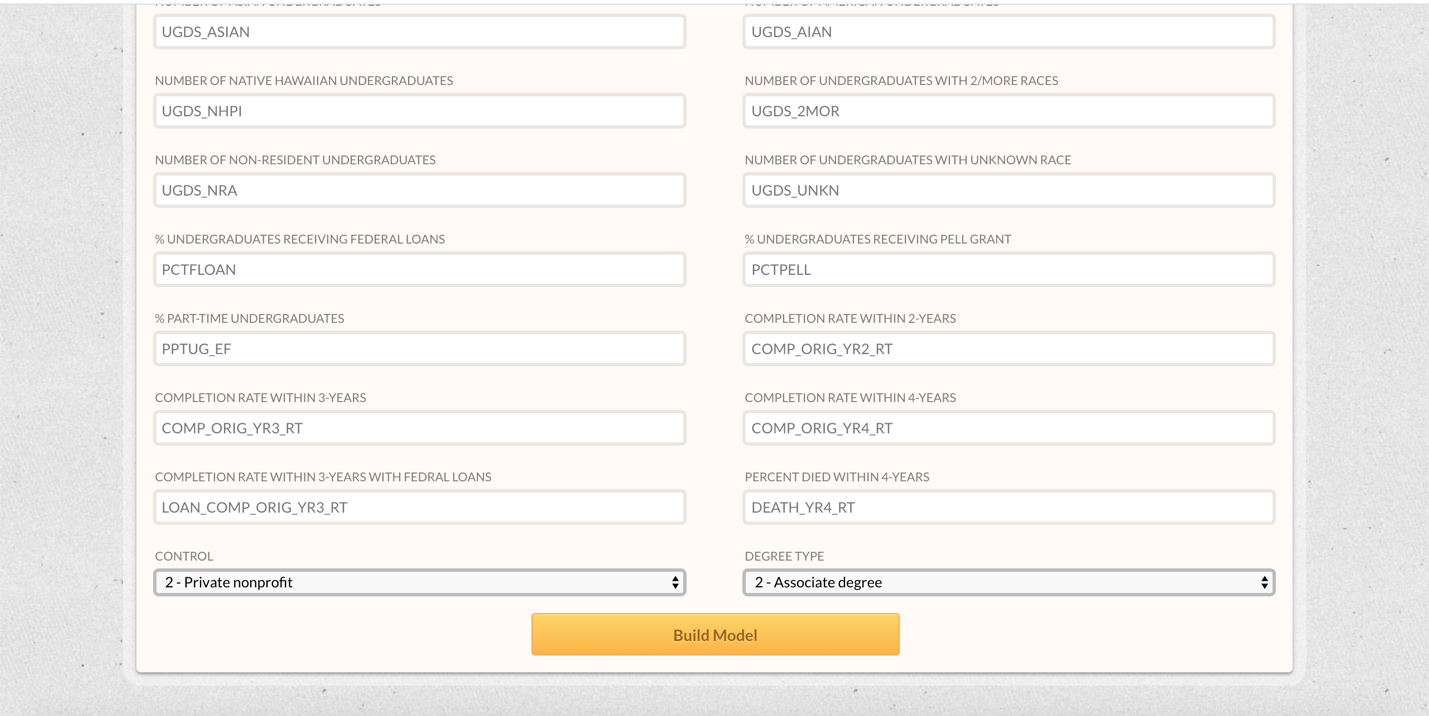 UGDS_ASIAN
UGDS_AIAN
NUMBER OF NATIVE HAWAIIAN UNDERGRADUATES
NUMBER OF UNDERGRADUATES WITH 2/MORE RACES
UGDS_NHPI
UGDS_2MOR
NUMBER OF NON-RESIDENT UNDERGRADUATES
NUMBER OF UNDERGRADUATES WITH UNKNOWN RACE
UGDS_NRA
UGDS_UNKN
% UNDERGRADUATES RECEIVING FEDERAL LOANS
% UNDERGRADUATES RECEIVING PELL GRANT
PCTFLOAN
PCTPELL
% PART-TIME UNDERGRADUATES
COMPLETION RATE WITHIN 2-YEARS
PPTUG_EF
COMP_ORIG_YR2_RT
COMPLETION RATE WITHIN 3-YEARS
COMPLETION RATE WITHIN 4-YEARS
COMP_ORIG_YR3_RT
COMP_ORIG_YR4_RT
COMPLETION RATE WITHIN 3-YEARS WITH FEDRAL LOANS
PERCENT DIED WITHIN 4-YEARS
LOAN_COMP_ORIG_YR3_RT
DEATH_YR4_RT
CONTROL
DEGREE TYPE
2 - Private nonprofit
2 - Associate degree
Build Model